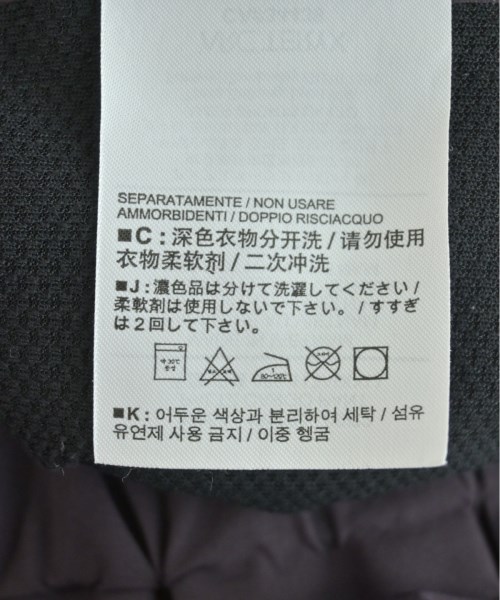 SEPARATAMENTE / NON USARE
AMMORBIDENTI / DOPPIO RISCIACQUO
■C : 深色衣物分开洗 / 请勿使用
衣物柔软剂 / 二次冲洗
■J : 濃色品は分けて洗濯してください /
柔軟剤は使用しないで下さい。 / すすぎ
は2回して下さい。
■K : 어두운 색상과 분리하여 세탁 / 섬유
유연제 사용 금지 / 이중 헹굼